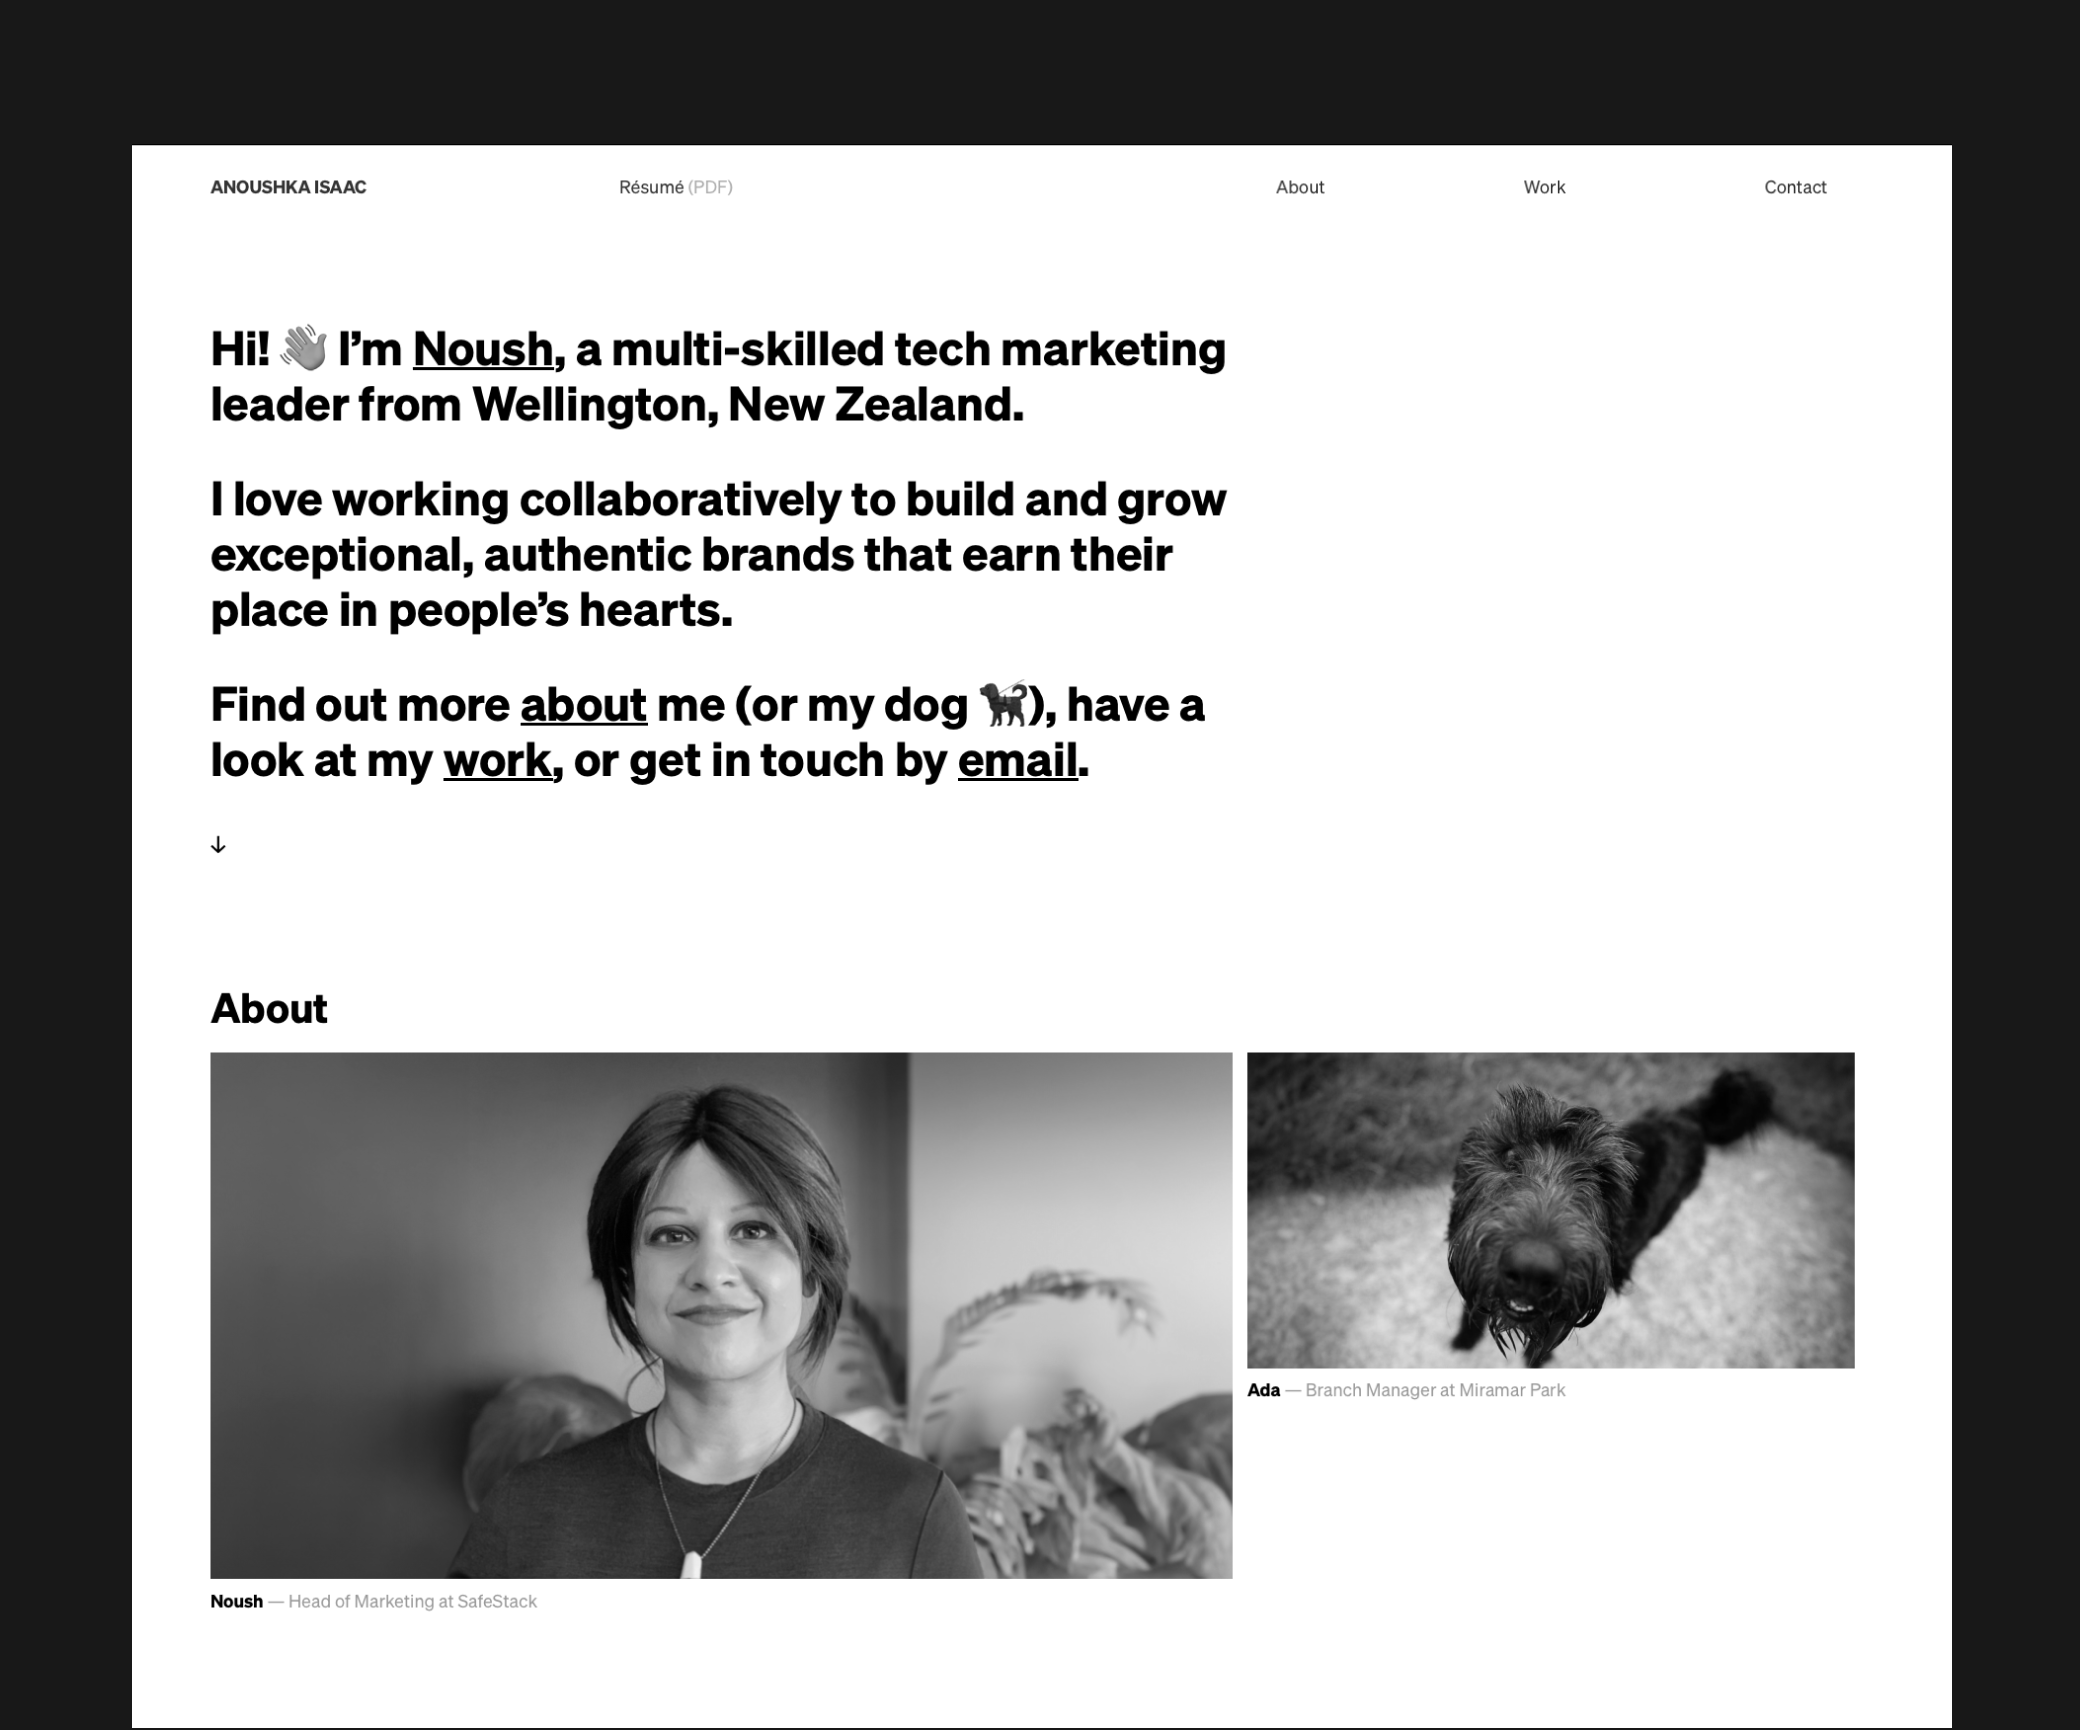 ANOUSHKA ISAAC
Résumé (PDF)
About
Work
Contact
Hi! 👋 I’m Noush, a multi-skilled tech marketing
leader from Wellington, New Zealand.
I love working collaboratively to build and grow
exceptional, authentic brands that earn their
place in people’s hearts.
Find out more about me (or my dog 🐕‍🦺), have a
look at my work, or get in touch by email.
↓
About
Ada — Branch Manager at Miramar Park
Noush — Head of Marketing at SafeStack